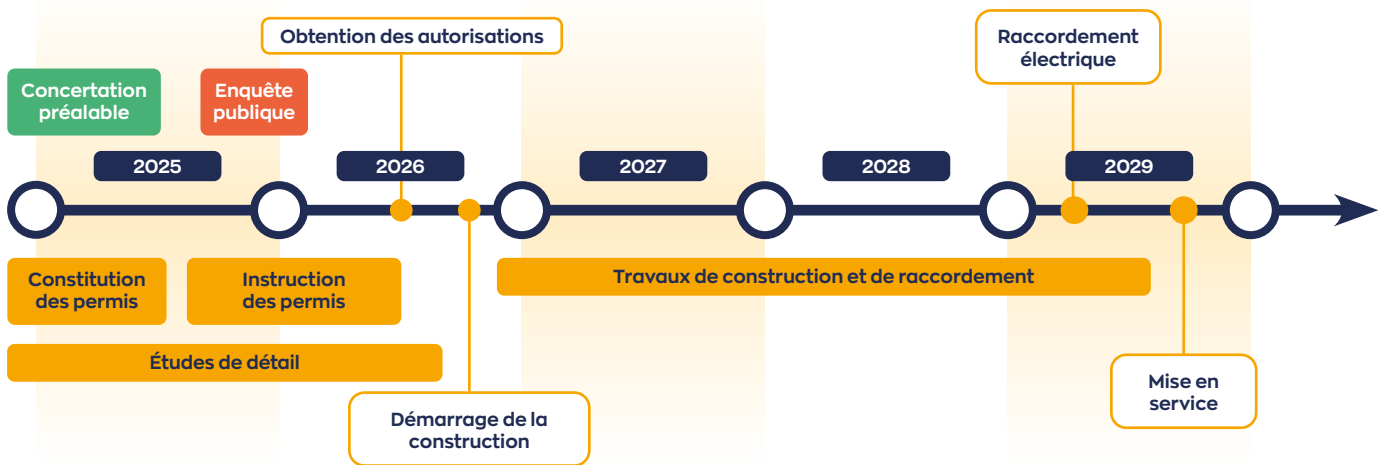 Obtention des autorisations
Raccordement
électrique
Concertation
préalable
Enquête
publique
2025
2026
2027
2028
2029
Constitution
des permis
Instruction
des permis
Travaux de construction et de raccordement
Études de détail
Démarrage de la
construction
Mise en
service